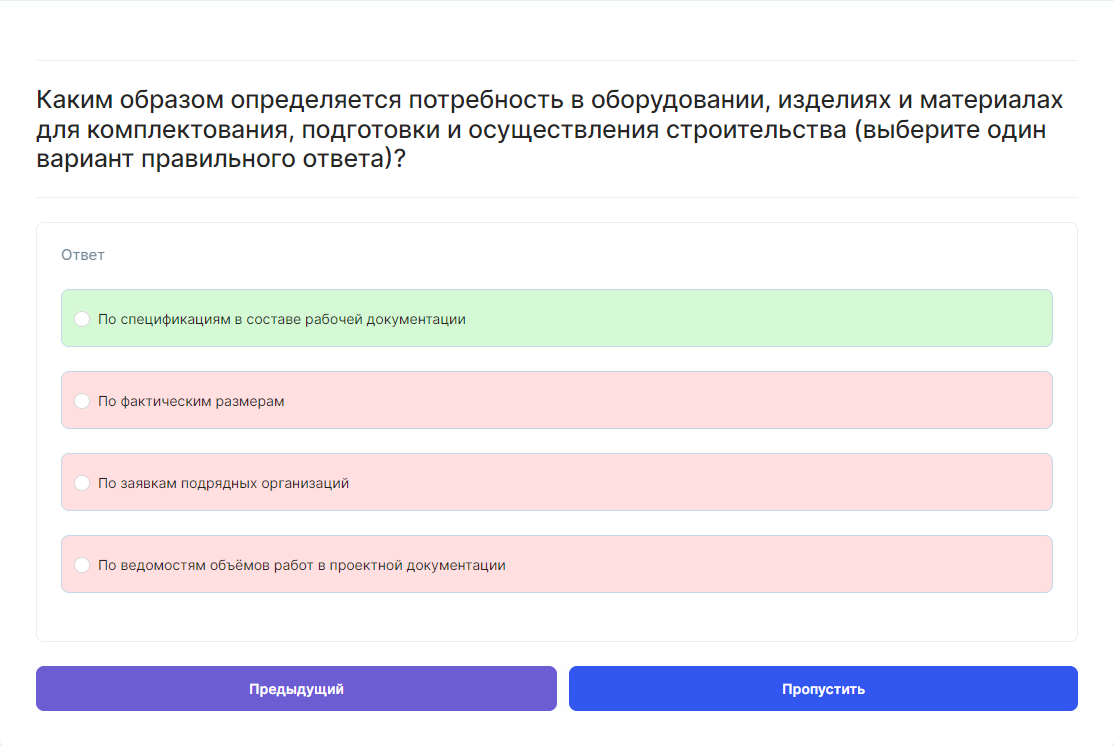 Каким образом определяется потребность в оборудовании, изделиях и материалах
для комплектования, подготовки и осуществления строительства (выберите один
вариант правильного ответа)?
Ответ
По спецификациям в составе рабочей документации
По фактическим размерам
По заявкам подрядных организаций
По ведомостям объёмов работ в проектной документации
Предыдущий
Пропустить